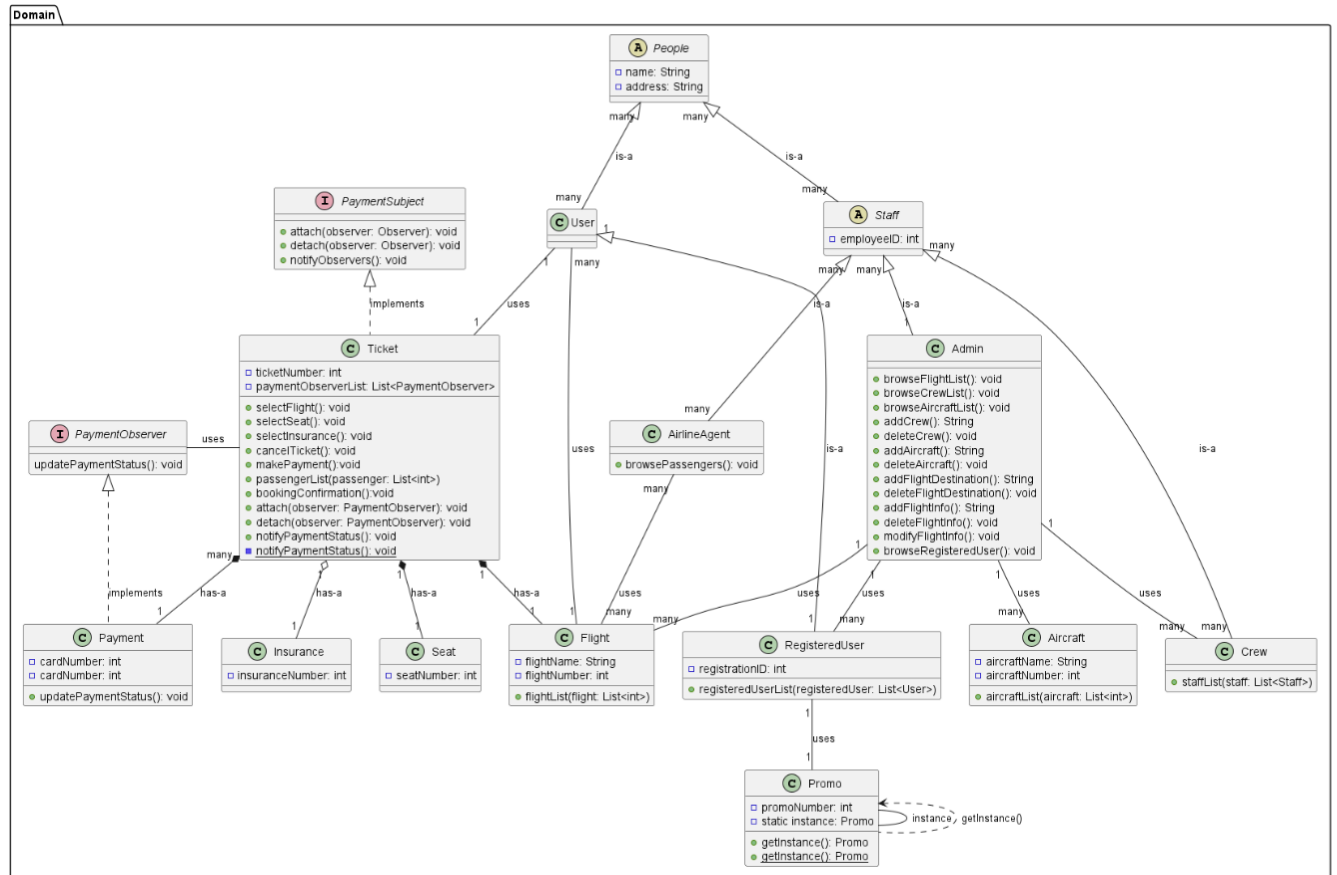 Domain
A People
name: String
address: String
many
many
is-a
is-a
many
many
I PaymentSubject
attach(observer: Observer): void
detach(observer: Observer): void
notifyObservers(): void
C User
1
1
many
A Staff
employeeID: int
many
many
many
implements
uses
is-a
is-a
1
1
C Ticket
ticketNumber: int
paymentObserverList: List<PaymentObserver>
selectFlight(): void
selectSeat(): void
selectInsurance(): void
cancelTicket(): void
makePayment():void
passengerList(passenger: List<int>)
bookingConfirmation():void
attach(observer: PaymentObserver): void
detach(observer: PaymentObserver): void
notifyPaymentStatus(): void
notifyPaymentStatus(): void
C Admin
browseFlightList(): void
browseCrewList(): void
browseAircraftList(): void
addCrew(): String
deleteCrew(): void
addAircraft(): String
deleteAircraft(): void
addFlightDestination(): String
deleteFlightDestination(): void
addFlightInfo(): String
deleteFlightInfo(): void
modifyFlightInfo(): void
browseRegisteredUser(): void
I PaymentObserver
updatePaymentStatus(): void
uses
many
C AirlineAgent
browsePassengers(): void
many
uses
is-a
is-a
many
1
1
1
1
1
1
1
1
implements
has-a
has-a
has-a
has-a
uses
uses
uses
uses
uses
1
1
1
1
1
many
many
many
many
many
many
C Payment
cardNumber: int
cardNumber: int
updatePaymentStatus(): void
C Insurance
insuranceNumber: int
C Seat
seatNumber: int
C Flight
flightName: String
flightNumber: int
flightList(flight: List<int>)
C RegisteredUser
registrationID: int
registeredUserList(registeredUser: List<User>)
C Aircraft
aircraftName: String
aircraftNumber: int
aircraftList(aircraft: List<int>)
C Crew
staffList(staff: List<Staff>)
1
uses
1
C Promo
promoNumber: int
static instance: Promo
getInstance(): Promo
getInstance(): Promo
instance
getInstance()